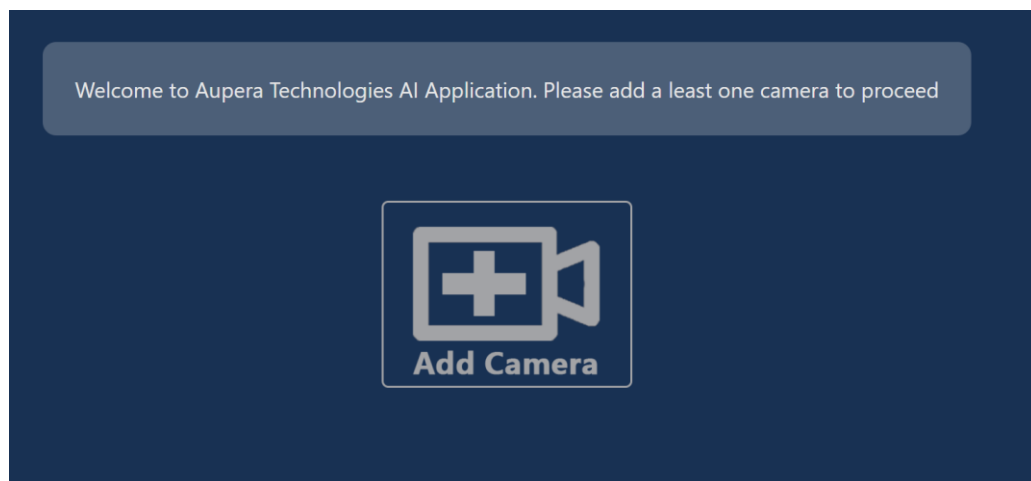 Welcome to Aupera Technologies AI Application. Please add a least one camera to proceed
Add Camera